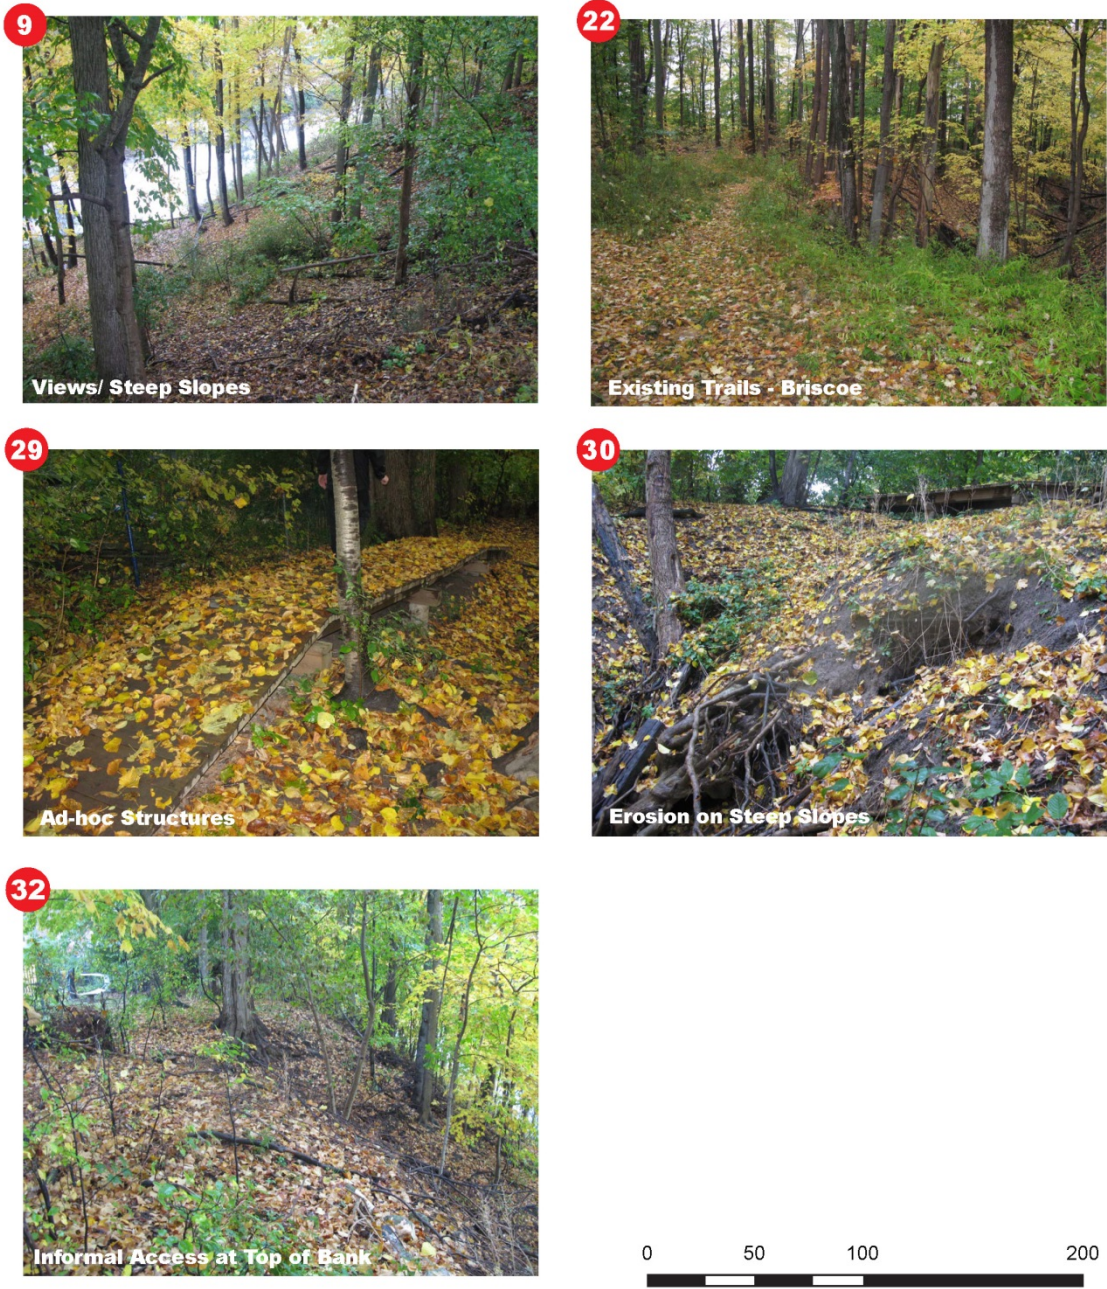 9
Views/ Steep Slopes
22
Existing Trails - Briscoe
29
Ad-hoc Structures
30
Erosion on Steep Slopes
32
Informal Access at Top of Bank
0 50 100 200